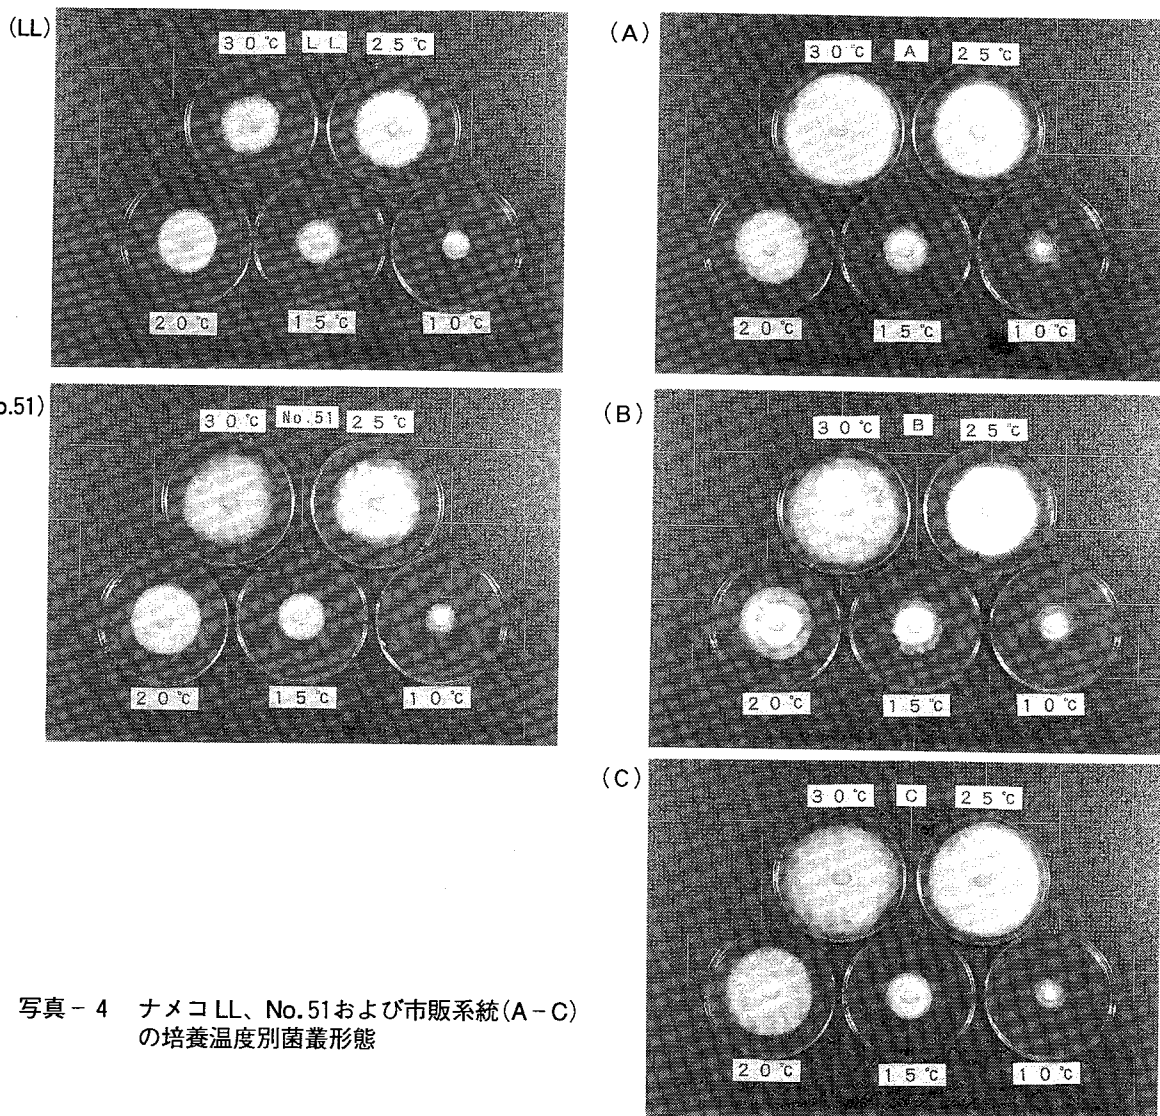 (LL)
30℃ LL 25℃
20℃ 15℃ 10℃
o.51)
30℃ No.51 25℃
20℃ 15℃ 10℃
(A)
30℃ A 25℃
20℃ 15℃ 10℃
(B)
30℃ B 25℃
20℃ 15℃ 10℃
(C)
30℃ C 25℃
20℃ 15℃ 10℃
写真-4 ナメコLL、No.51および市販系統(A-C)
の培養温度別菌叢形態